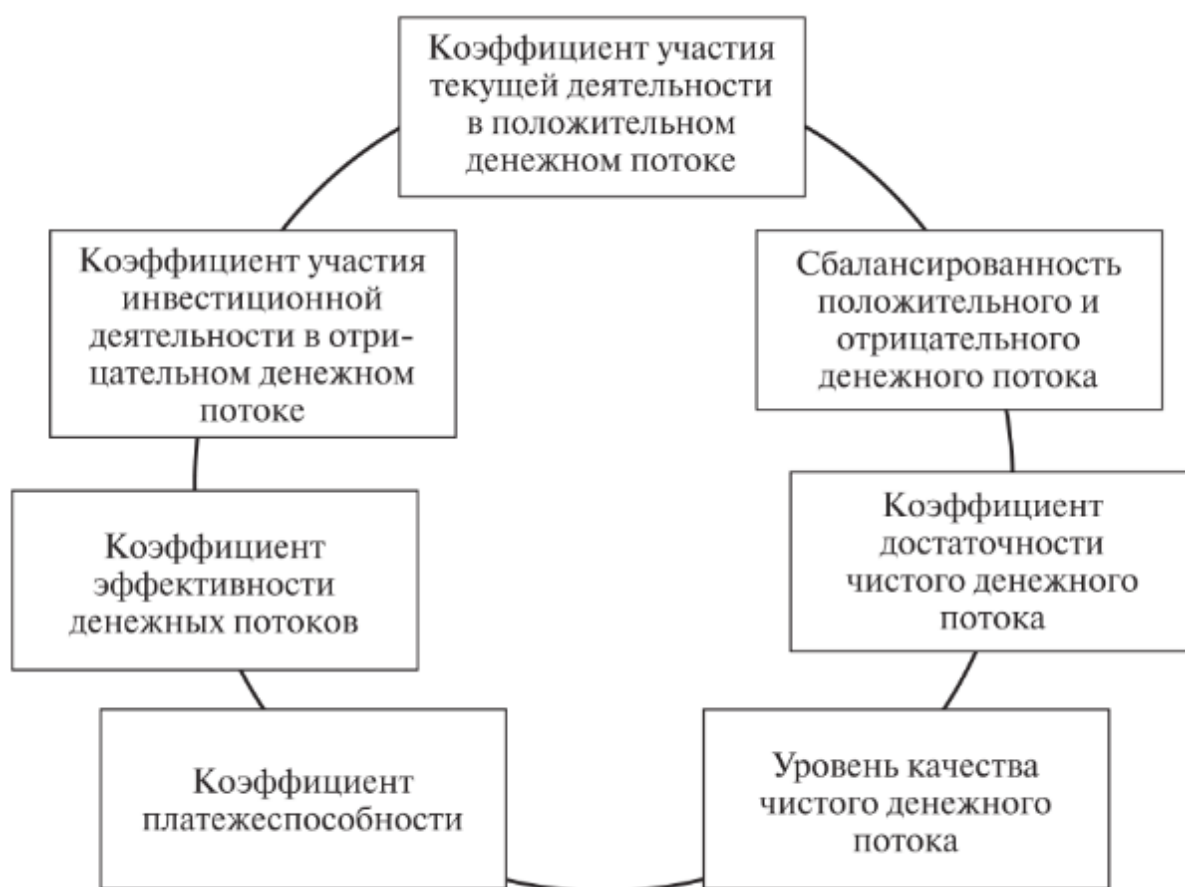 Коэффициент участия
текущей деятельности
в положительном
денежном потоке
Коэффициент участия
инвестиционной
деятельности в отри-
цательном денежном
потоке
Сбалансированность
положительного и
отрицательного
денежного потока
Коэффициент
эффективности
денежных потоков
Коэффициент
достаточности
чистого денежного
потока
Коэффициент
платежеспособности
Уровень качества
чистого денежного
потока